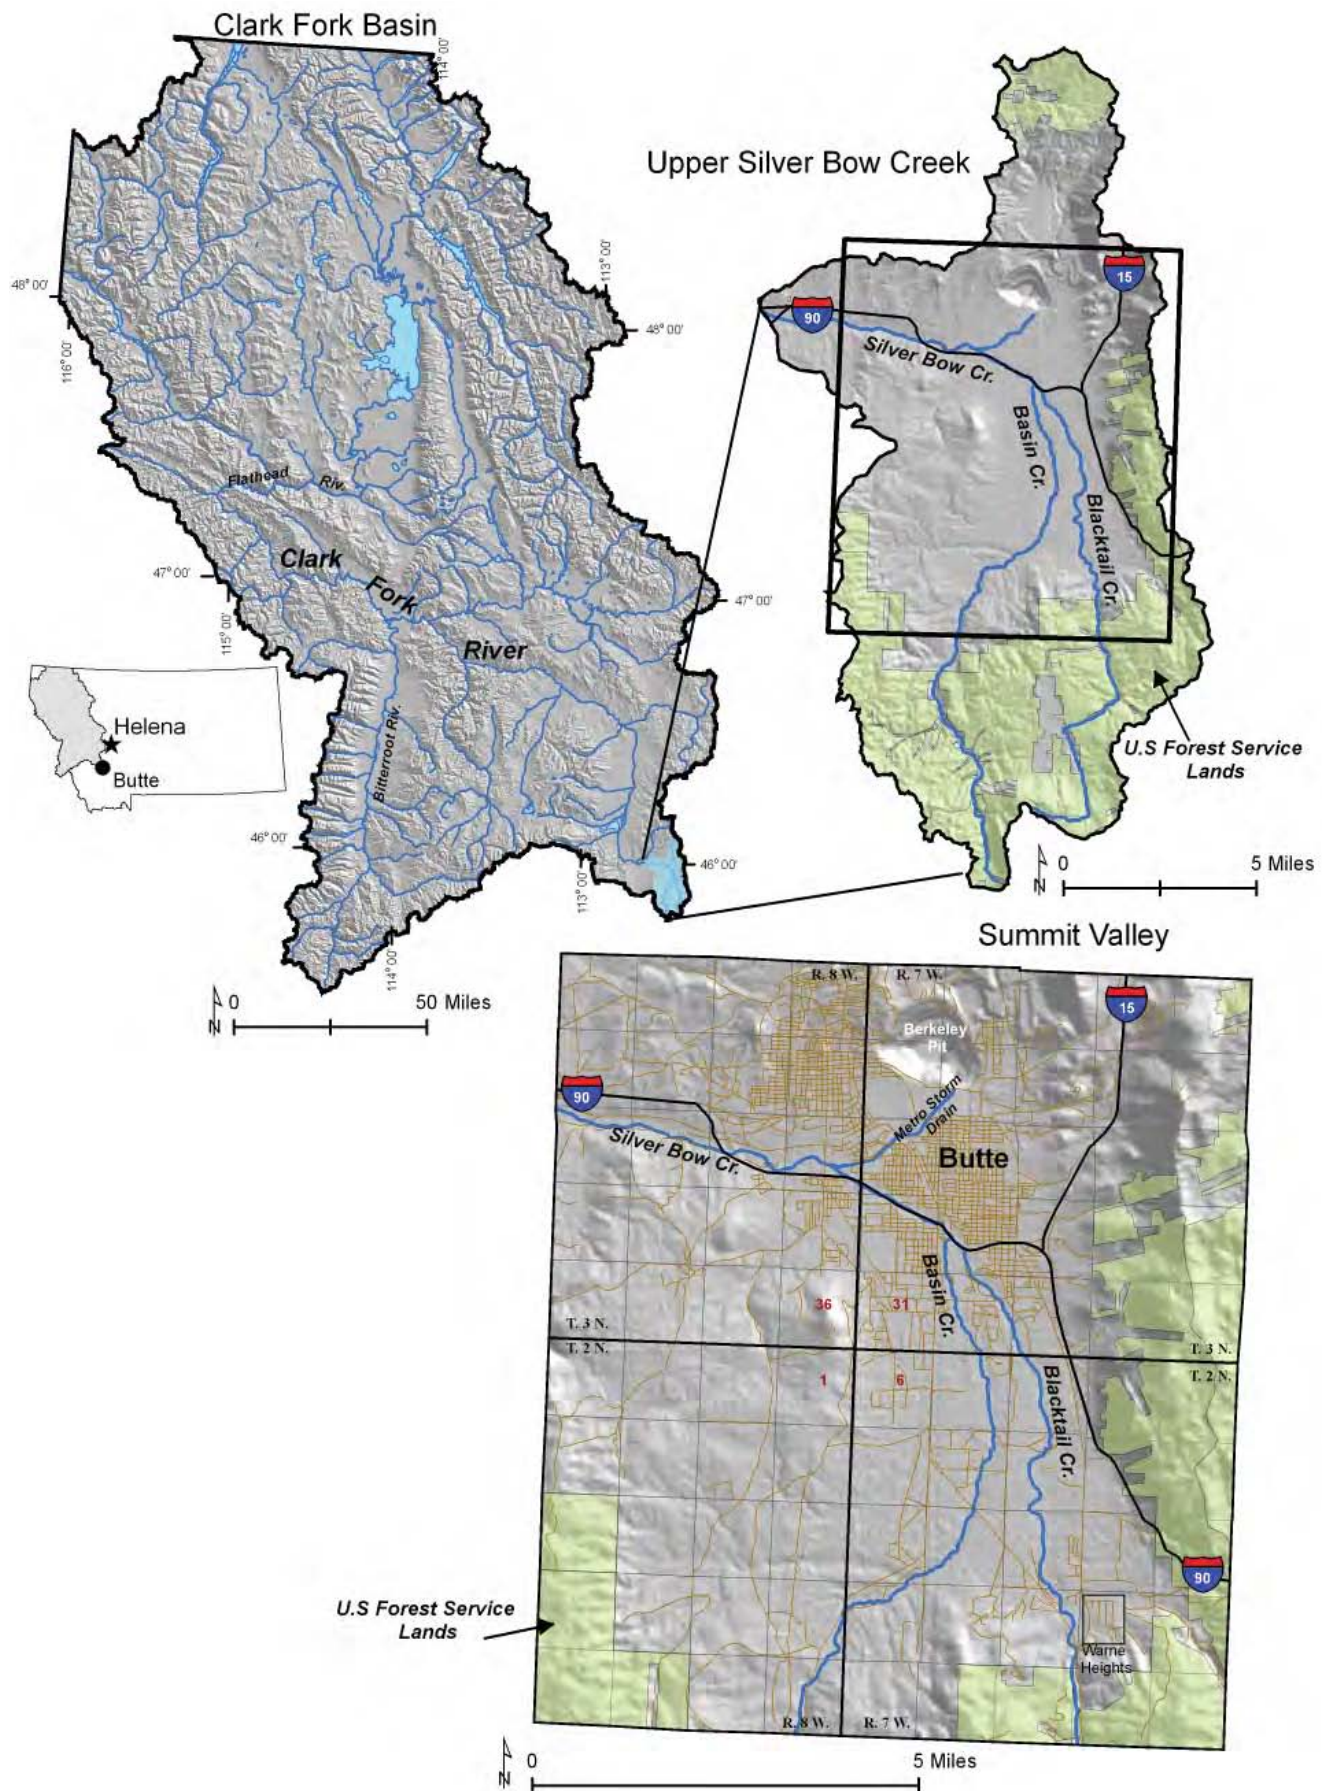 Clark Fork Basin
114° 00'
48° 00'
116° 00'
113° 00'
48° 00'
Flathead Riv.
Clark
Fork
River
47° 00'
47° 00'
115° 00'
Bitterroot Riv.
46° 00'
46° 00'
113° 00'
114° 00'
Helena
Butte
N
0 50 Miles
Upper Silver Bow Creek
15
90
Silver Bow Cr.
Basin Cr.
Blacktail Cr.
U.S Forest Service
Lands
N
0 5 Miles
Summit Valley
R. 8 W. R. 7 W.
15
Berkeley
Pit
90
Metro Storm
Drain
Silver Bow Cr.
Butte
Basin Cr.
36 31
T. 3 N. T. 3 N.
T. 2 N. T. 2 N.
1 6
Blacktail Cr.
90
U.S Forest Service
Lands
Warne
Heights
R. 8 W. R. 7 W.
N
0 5 Miles